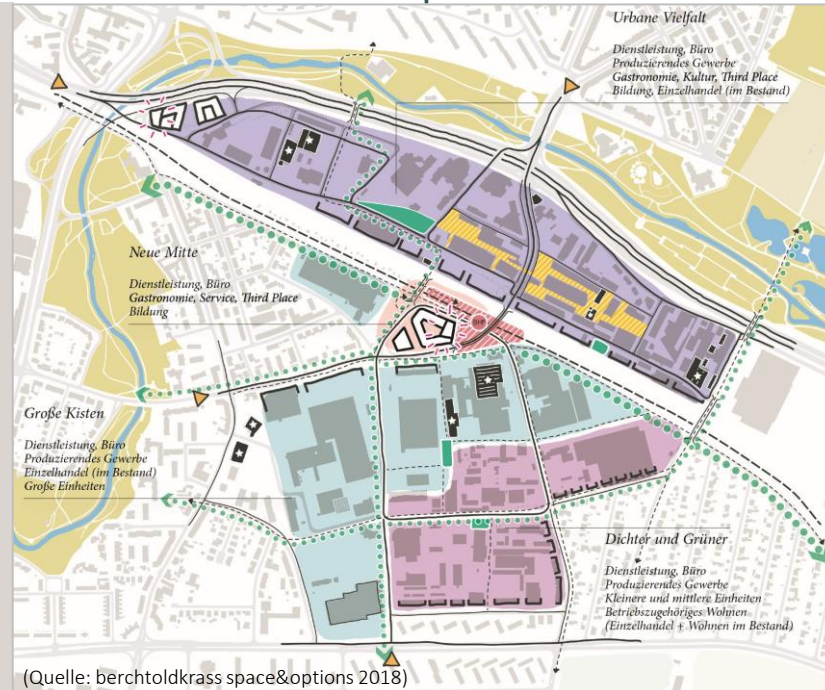 Urbane Vielfalt
Dienstleistung, Büro
Produzierendes Gewerbe
Gastronomie, Kultur, Third Place
Bildung, Einzelhandel (im Bestand)
Neue Mitte
Dienstleistung, Büro
Gastronomie, Service, Third Place
Bildung
Große Kisten
Dienstleistung, Büro
Produzierendes Gewerbe
Einzelhandel (im Bestand)
Große Einheiten
Dichter und Grüner
Dienstleistung, Büro
Produzierendes Gewerbe
Kleinere und mittlere Einheiten
Betriebszugehöriges Wohnen
(Einzelhandel + Wohnen im Bestand)
(Quelle: berchtoldkrass space&options 2018)